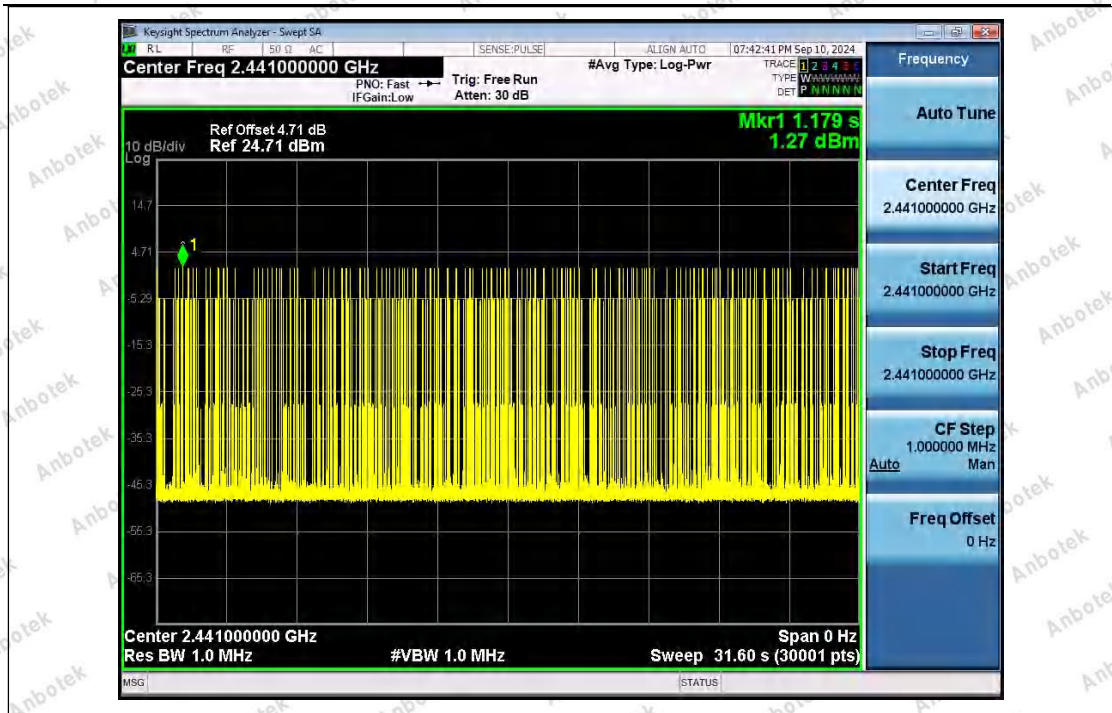 Keysight Spectrum Analyzer - Swept SA
RL RF 50 Ω AC SENSE:PULSE ALIGN AUTO 07:42:41 PM Sep 10, 2024
Center Freq 2.441000000 GHz #Avg Type: Log-Pwr TRACE 1 2 3 4 5 6
PNO: Fast Trig: Free Run TYPE WWWWWW
IFGain:Low Atten: 30 dB DET P N N N N N
Frequency
Auto Tune
Mkr1 1.179 s
1.27 dBm
Ref Offset 4.71 dB
10 dB/div Ref 24.71 dBm
Log
14.7
4.71
-5.29
-15.3
-25.3
-35.3
-45.3
-55.3
-65.3
1
Center Freq
2.441000000 GHz
Start Freq
2.441000000 GHz
Stop Freq
2.441000000 GHz
CF Step
1.000000 MHz
Auto Man
Freq Offset
0 Hz
Center 2.441000000 GHz Span 0 Hz
Res BW 1.0 MHz #VBW 1.0 MHz Sweep 31.60 s (30001 pts)
MSG STATUS
Anbotek